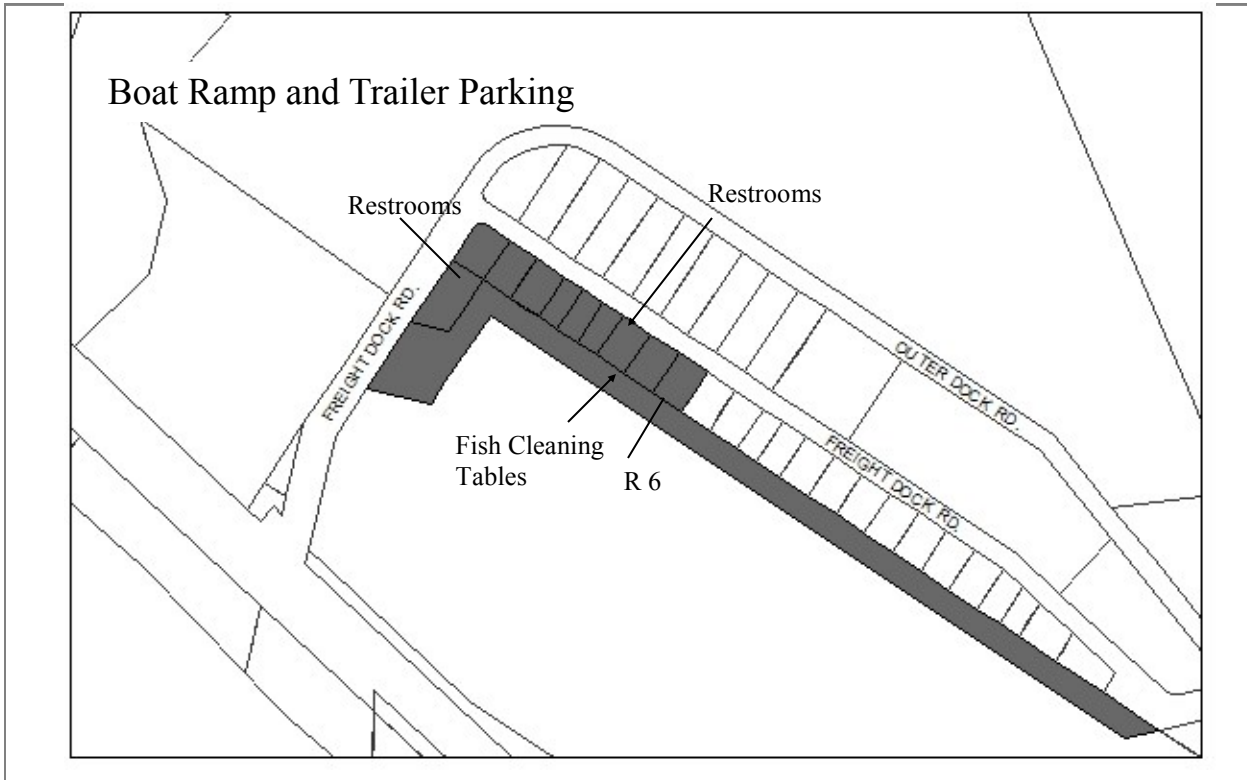 Boat Ramp and Trailer Parking
Restrooms
Restrooms
FREIGHT DOCK RD.
OUTER DOCK RD.
FREIGHT DOCK RD.
Fish Cleaning
Tables
R 6